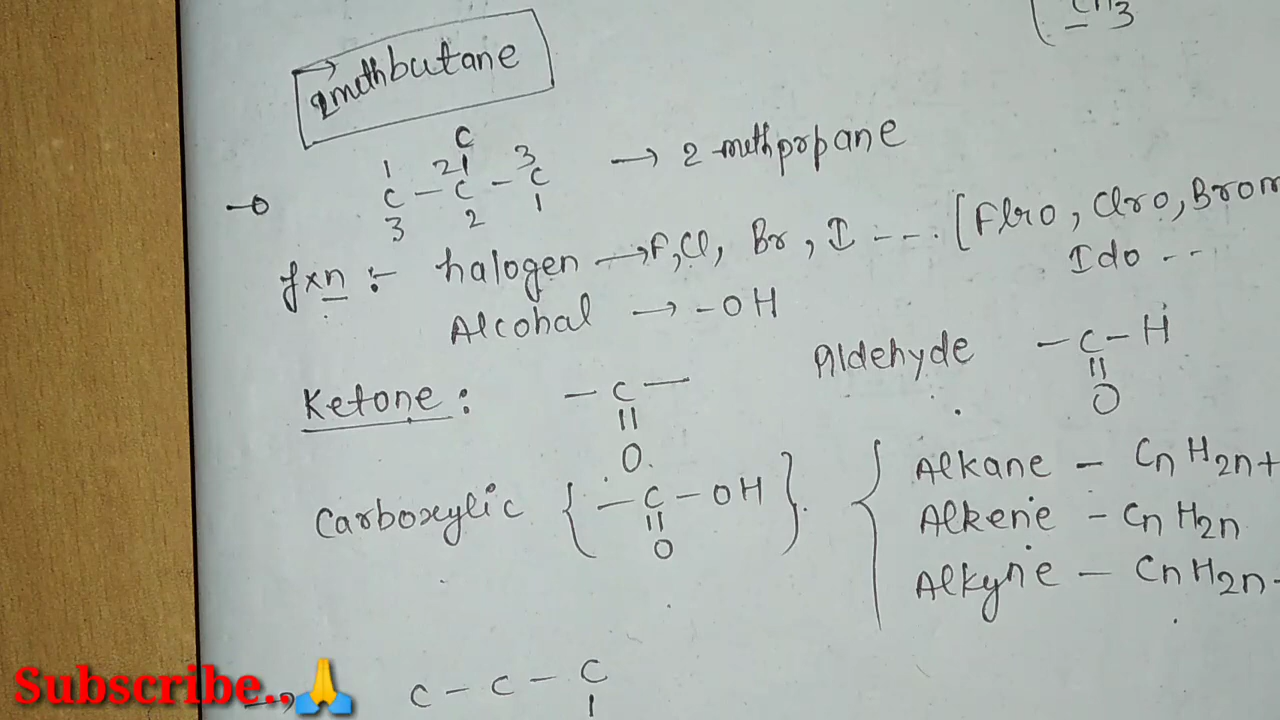 CH3
2methbutane
C
1 2 3
C - C - C → 2 methpropane
3 2 1
fxn :- halogen → F, Cl, Br, I --- . [Flro, Clro, Brom
Ido --
Alcohal → -OH
Ketone : - C - Aldehyde - C - H
|| ||
O. O
Carboxylic { - C - OH }.
||
O
{ Alkane - CnH2n+
Alkene - CnH2n
Alkyne - CnH2n-
C - C - C
Subscribe..🙏